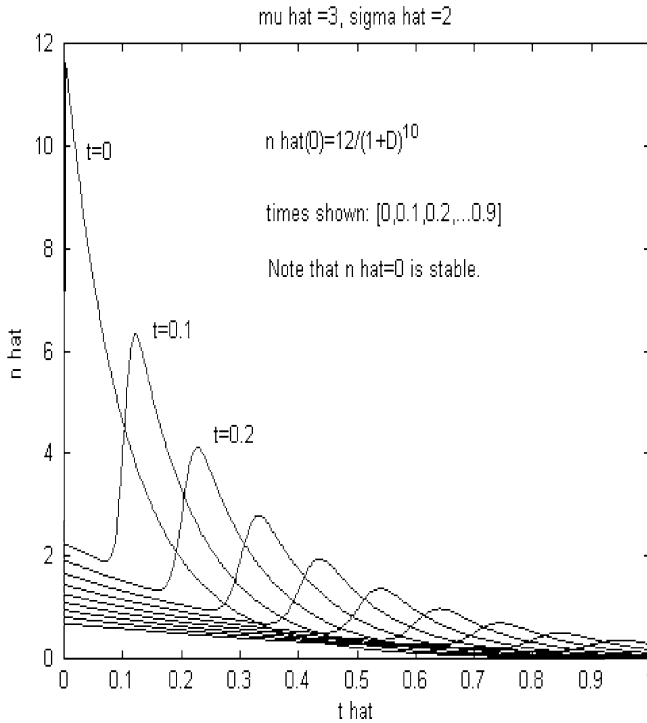 mu hat =3, sigma hat =2
12
10
8
6
4
2
0
n hat
t=0
n hat(0)=12/(1+D)^10
times shown: [0,0.1,0.2,...0.9]
Note that n hat=0 is stable.
t=0.1
t=0.2
0 0.1 0.2 0.3 0.4 0.5 0.6 0.7 0.8 0.9 1
t hat